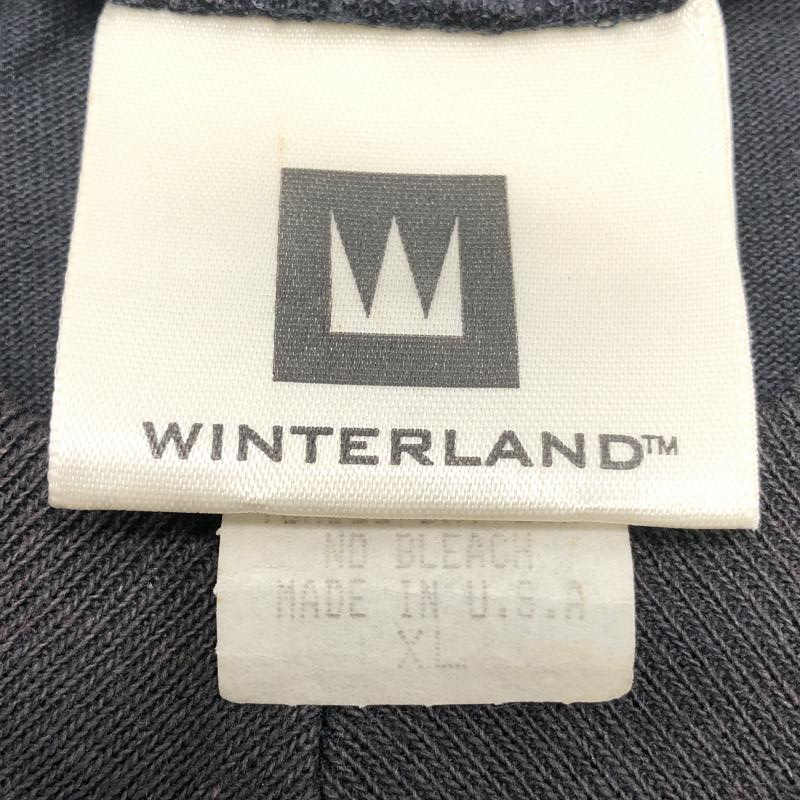 W
WINTERLAND™
NO BLEACH
MADE IN U.S.A
XL